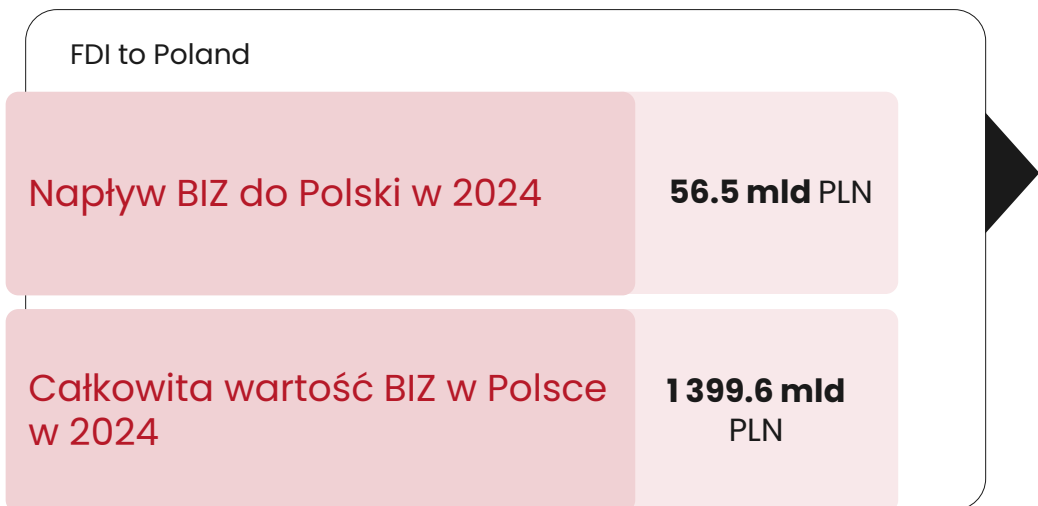 FDI to Poland
Napływ BIZ do Polski w 2024
56.5 mld PLN
Całkowita wartość BIZ w Polsce
w 2024
1 399.6 mld
PLN